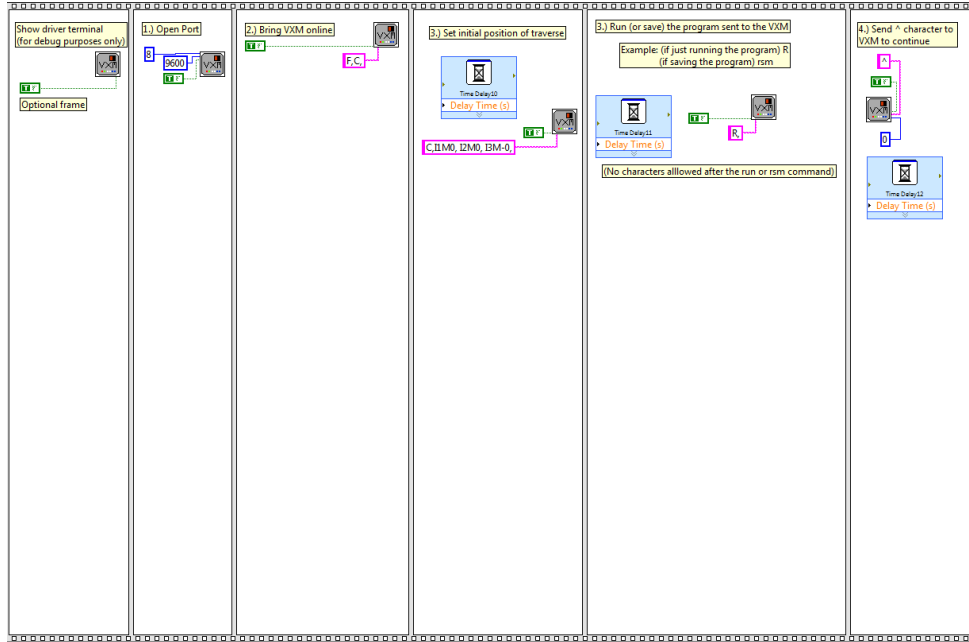 Show driver terminal
(for debug purposes only)
VXM
T F
Optional frame
1.) Open Port
8
9600
VXM
T F
2.) Bring VXM online
T F
VXM
F,C,
3.) Set initial position of traverse
Time Delay10
Delay Time (s)
VXM
T F
C,I1M0, I2M0, I3M-0,
3.) Run (or save) the program sent to the VXM
Example: (if just running the program) R
(if saving the program) rsm
Time Delay11
Delay Time (s)
T F
VXM
R,
(No characters alllowed after the run or rsm command)
4.) Send ^ character to
VXM to continue
^
T F
VXM
0
Time Delay12
Delay Time (s)